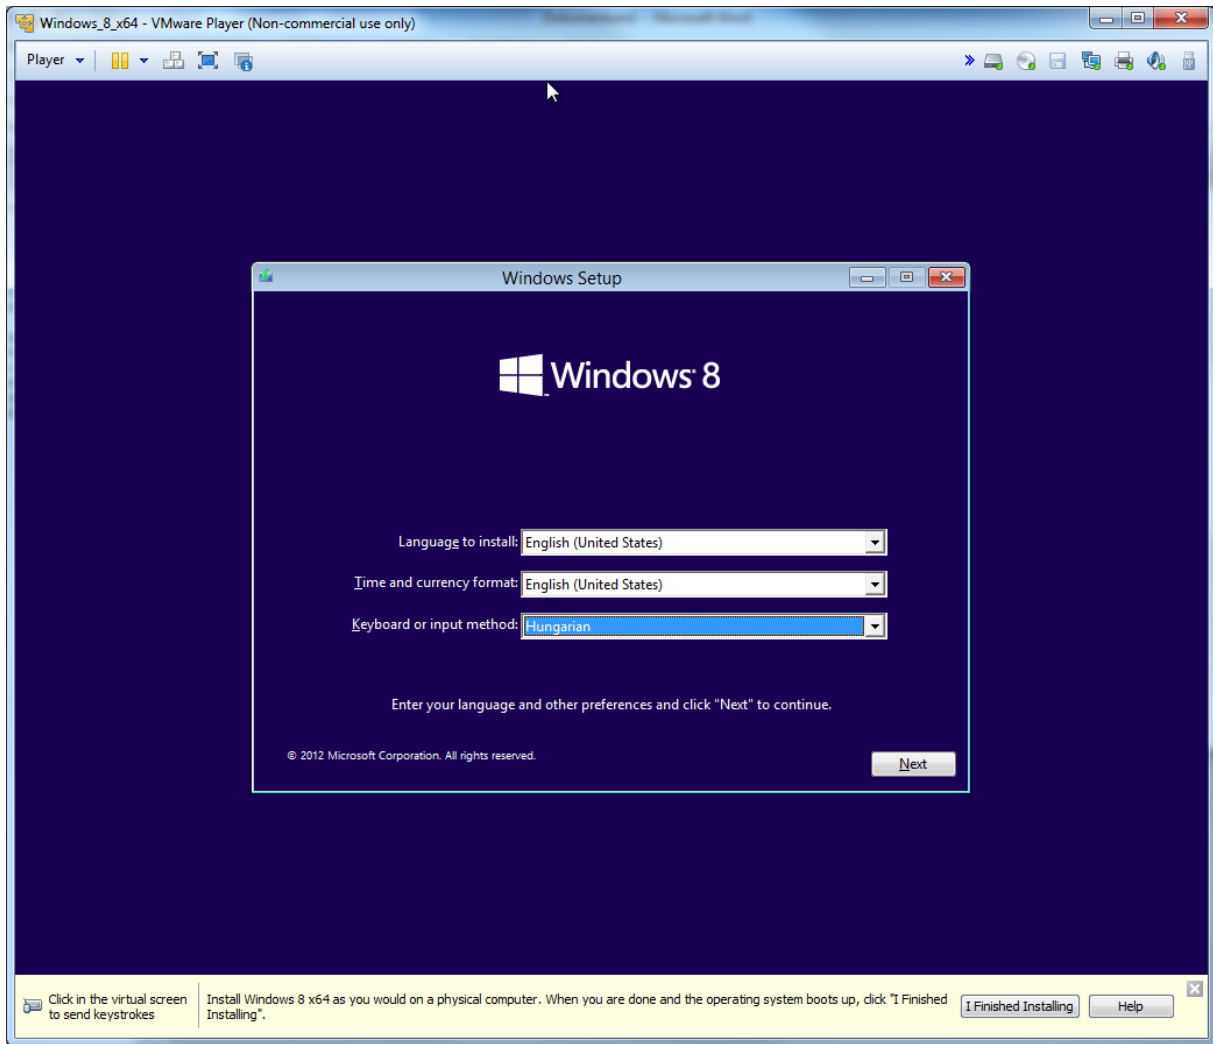 Windows_8_x64 - VMware Player (Non-commercial use only)
Player
Windows Setup
Windows 8
Language to install: English (United States)
Time and currency format: English (United States)
Keyboard or input method: Hungarian
Enter your language and other preferences and click "Next" to continue.
© 2012 Microsoft Corporation. All rights reserved.
Next
Click in the virtual screen
to send keystrokes
Install Windows 8 x64 as you would on a physical computer. When you are done and the operating system boots up, click "I Finished
Installing".
I Finished Installing
Help